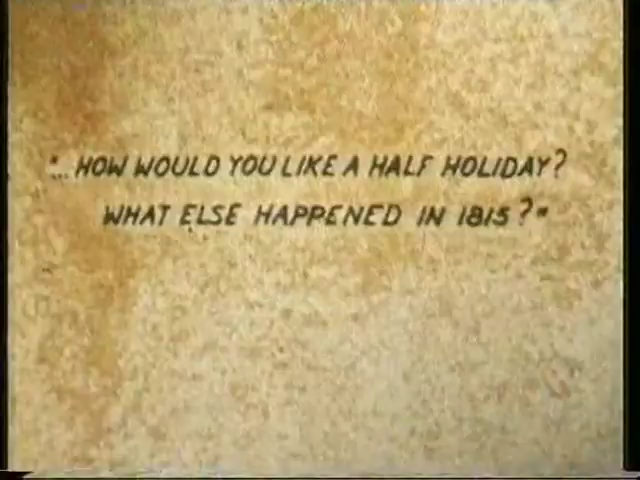 "... HOW WOULD YOU LIKE A HALF HOLIDAY?
WHAT ELSE HAPPENED IN 1815?"